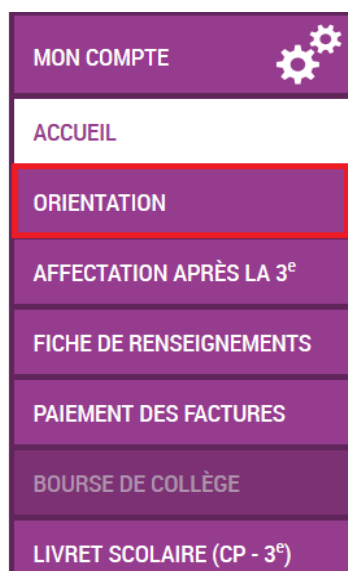 MON COMPTE
ACCUEIL
ORIENTATION
AFFECTATION APRÈS LA 3ᵉ
FICHE DE RENSEIGNEMENTS
PAIEMENT DES FACTURES
BOURSE DE COLLÈGE
LIVRET SCOLAIRE (CP - 3ᵉ)